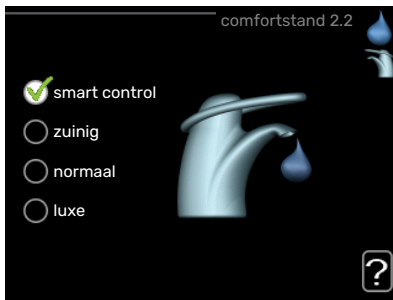 comfortstand 2.2
smart control
zuinig
normaal
luxe
?